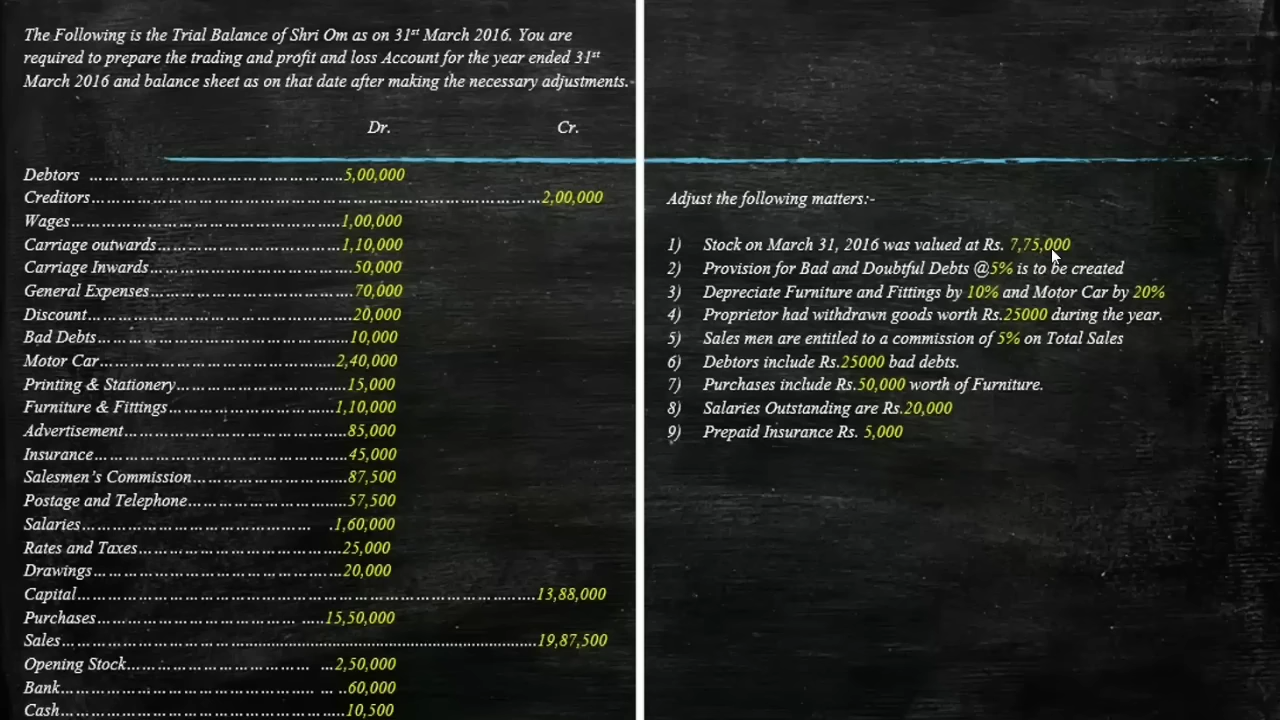 The Following is the Trial Balance of Shri Om as on 31st March 2016. You are
required to prepare the trading and profit and loss Account for the year ended 31st
March 2016 and balance sheet as on that date after making the necessary adjustments.-
Dr. Cr.
Debtors ........................................5,00,000
Creditors........................................2,00,000
Wages........................................1,00,000
Carriage outwards........................................1,10,000
Carriage Inwards........................................50,000
General Expenses........................................70,000
Discount........................................20,000
Bad Debts........................................10,000
Motor Car........................................2,40,000
Printing & Stationery........................................15,000
Furniture & Fittings........................................1,10,000
Advertisement........................................85,000
Insurance........................................45,000
Salesmen's Commission........................................87,500
Postage and Telephone........................................57,500
Salaries........................................ .1,60,000
Rates and Taxes........................................25,000
Drawings........................................20,000
Capital........................................13,88,000
Purchases........................................ .....15,50,000
Sales........................................19,87,500
Opening Stock........................................ ...2,50,000
Bank........................................ ... ..60,000
Cash........................................10,500
Adjust the following matters:-
1) Stock on March 31, 2016 was valued at Rs. 7,75,000
2) Provision for Bad and Doubtful Debts @5% is to be created
3) Depreciate Furniture and Fittings by 10% and Motor Car by 20%
4) Proprietor had withdrawn goods worth Rs.25000 during the year.
5) Sales men are entitled to a commission of 5% on Total Sales
6) Debtors include Rs.25000 bad debts.
7) Purchases include Rs.50,000 worth of Furniture.
8) Salaries Outstanding are Rs.20,000
9) Prepaid Insurance Rs. 5,000